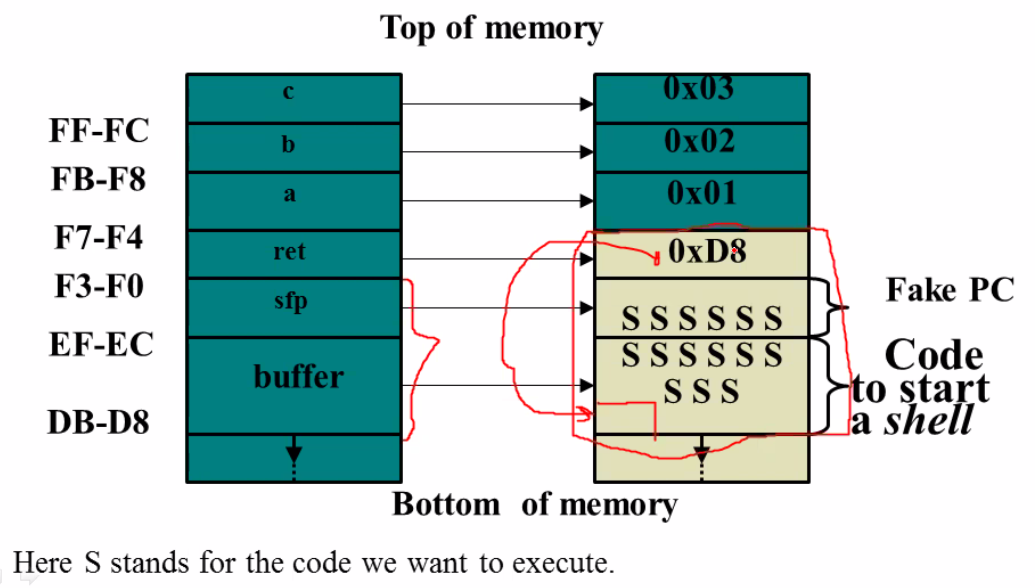 Top of memory
c 0x03
FF-FC
b 0x02
FB-F8
a 0x01
F7-F4
ret 0xD8
F3-F0
sfp S S S S S S
Fake PC
EF-EC
buffer S S S S S S
S S S
Code
to start
a shell
DB-D8
Bottom of memory
Here S stands for the code we want to execute.